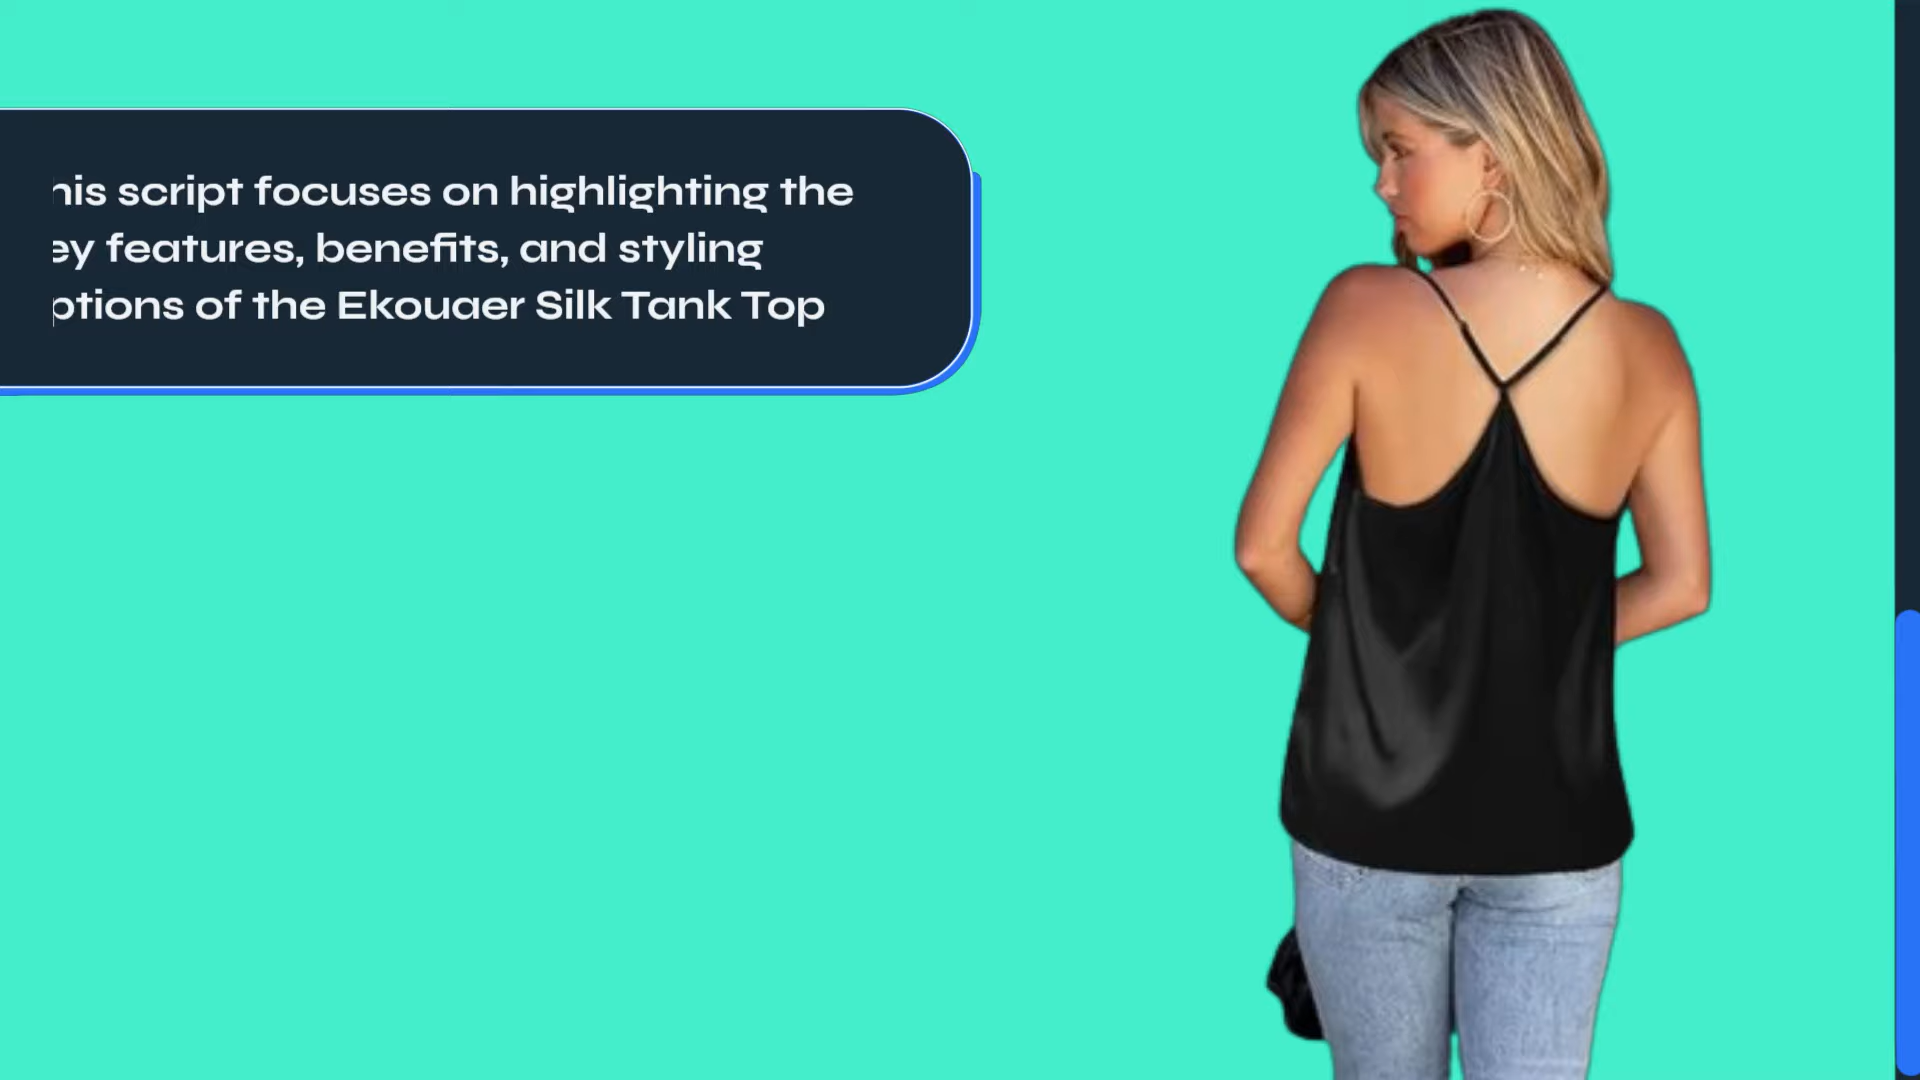 his script focuses on highlighting the
ey features, benefits, and styling
ptions of the Ekouaer Silk Tank Top